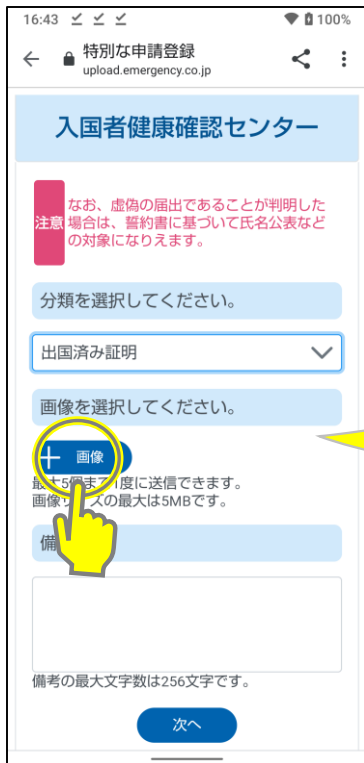 16:43
100%
特別な申請登録
upload.emergency.co.jp
入国者健康確認センター
注意
なお、虚偽の届出であることが判明した
場合は、誓約書に基づいて氏名公表など
の対象になりえます。
分類を選択してください。
出国済み証明
画像を選択してください。
画像
最大5個まで1度に送信できます。
画像サイズの最大は5MBです。
備
備考の最大文字数は256文字です。
次へ